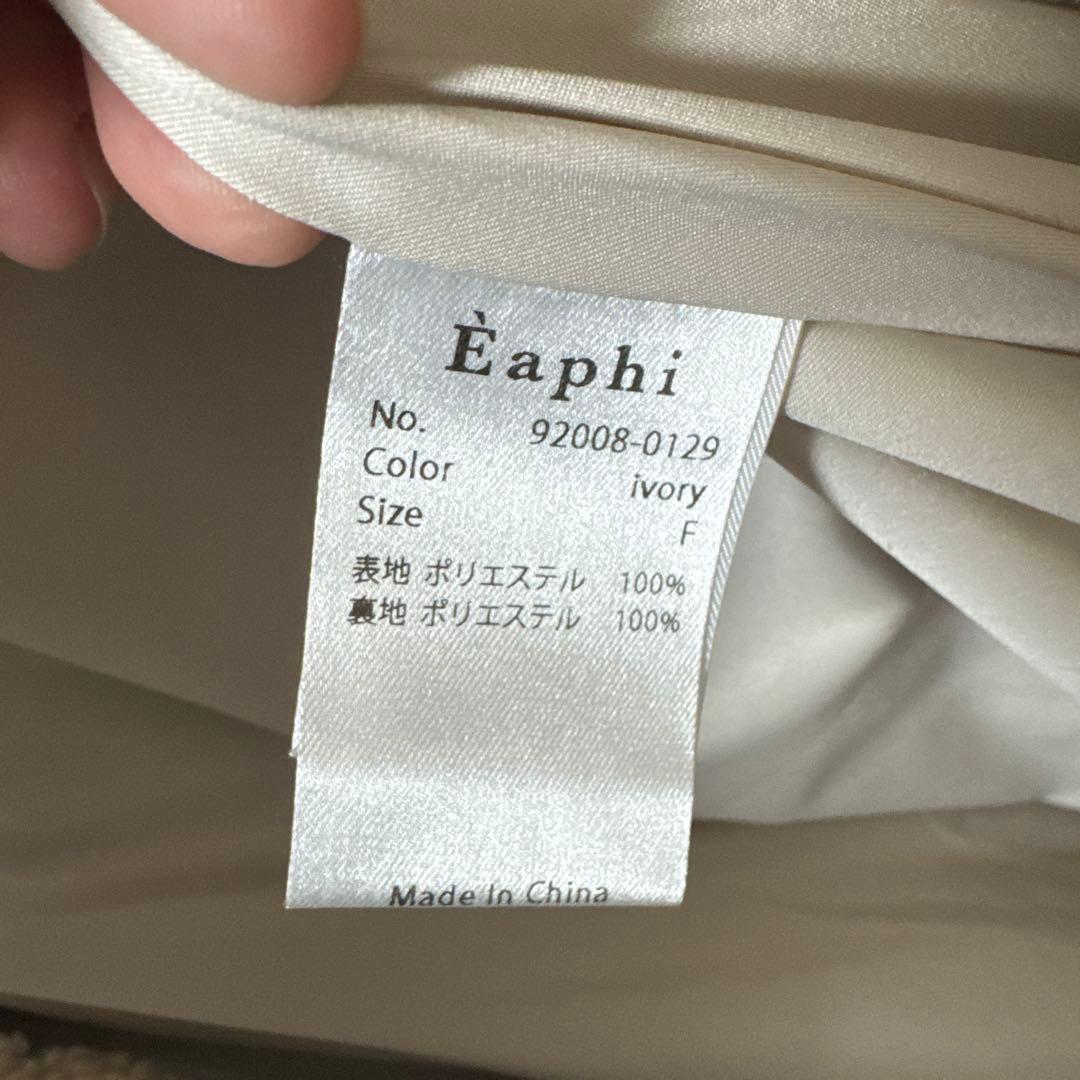 Èaphi
No. 92008-0129
Color ivory
Size F
表地 ポリエステル 100%
裏地 ポリエステル 100%
Made In China